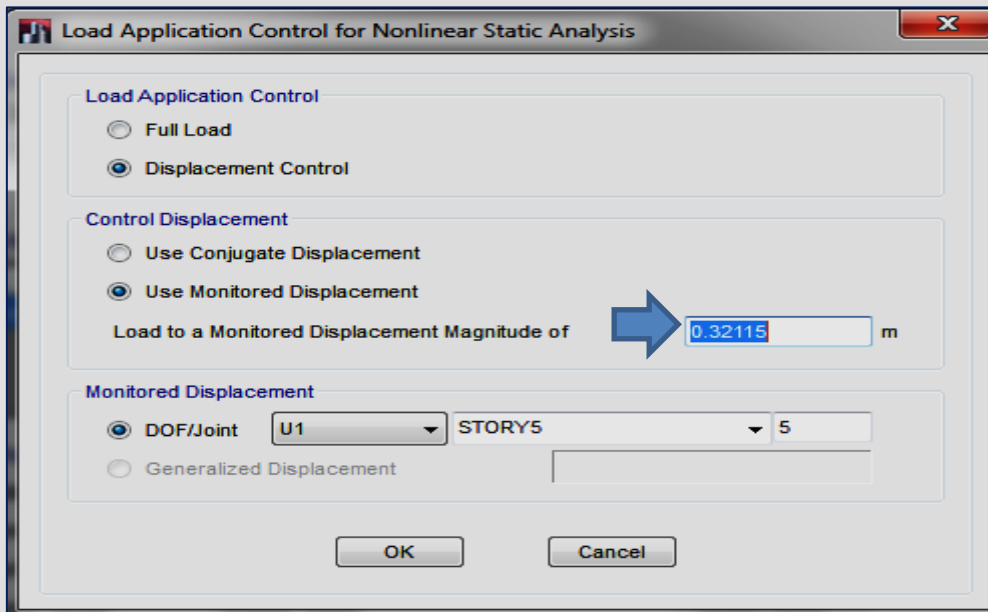 Load Application Control for Nonlinear Static Analysis
Load Application Control
Full Load
Displacement Control
Control Displacement
Use Conjugate Displacement
Use Monitored Displacement
Load to a Monitored Displacement Magnitude of 0.32115 m
Monitored Displacement
DOF/Joint U1 STORY5 5
Generalized Displacement
OK Cancel